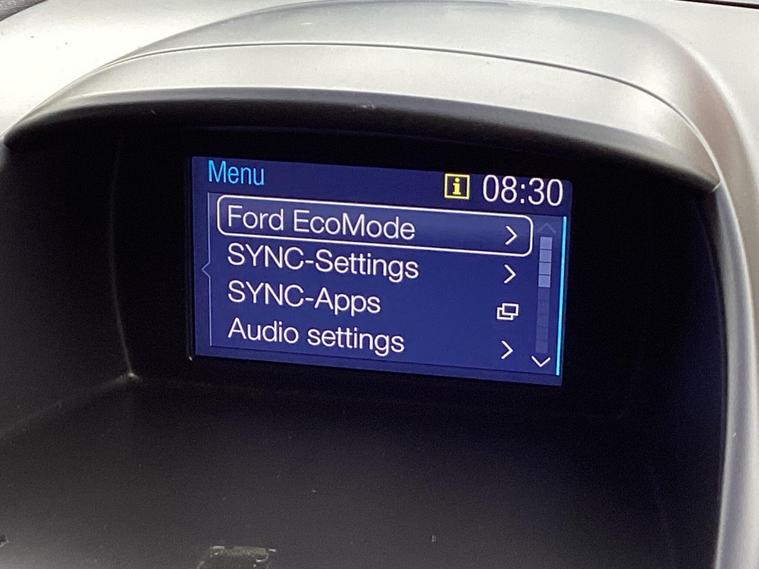 Menu
i 08:30
Ford EcoMode
SYNC-Settings
SYNC-Apps
Audio settings